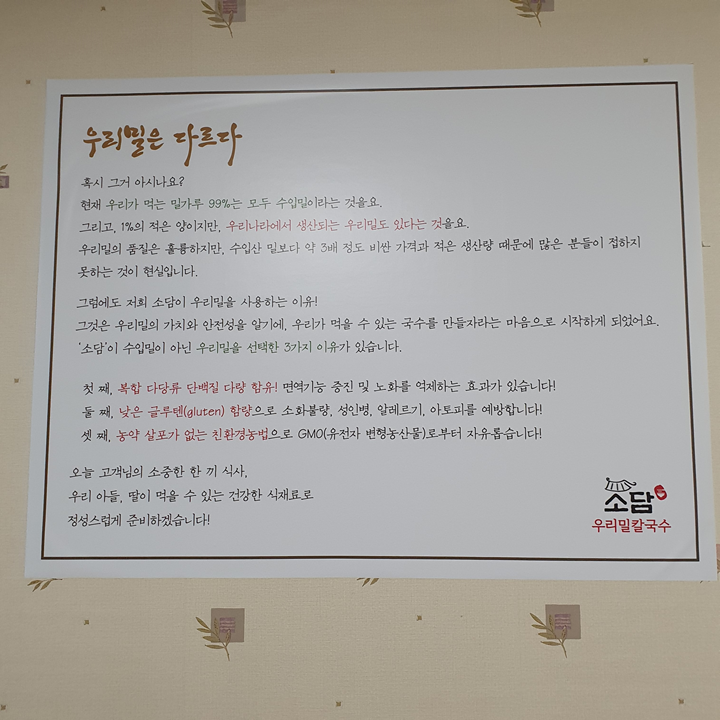 우리밀은 다르다
혹시 그거 아시나요?
현재 우리가 먹는 밀가루 99%는 모두 수입밀이라는 것을요.
그리고, 1%의 적은 양이지만, 우리나라에서 생산되는 우리밀도 있다는 것을요.
우리밀의 품질은 훌륭하지만, 수입산 밀보다 약 3배 정도 비싼 가격과 적은 생산량 때문에 많은 분들이 접하지
못하는 것이 현실입니다.
그럼에도 저희 소담이 우리밀을 사용하는 이유!
그것은 우리밀의 가치와 안전성을 알기에, 우리가 먹을 수 있는 국수를 만들자라는 마음으로 시작하게 되었어요.
'소담'이 수입밀이 아닌 우리밀을 선택한 3가지 이유가 있습니다.
첫 째, 복합 다당류 단백질 다량 함유! 면역기능 증진 및 노화를 억제하는 효과가 있습니다!
둘 째, 낮은 글루텐(gluten) 함량으로 소화불량, 성인병, 알레르기, 아토피를 예방합니다!
셋 째, 농약 살포가 없는 친환경농법으로 GMO(유전자 변형농산물)로부터 자유롭습니다!
오늘 고객님의 소중한 한 끼 식사,
우리 아들, 딸이 먹을 수 있는 건강한 식재료로
정성스럽게 준비하겠습니다!
소담
우리밀칼국수